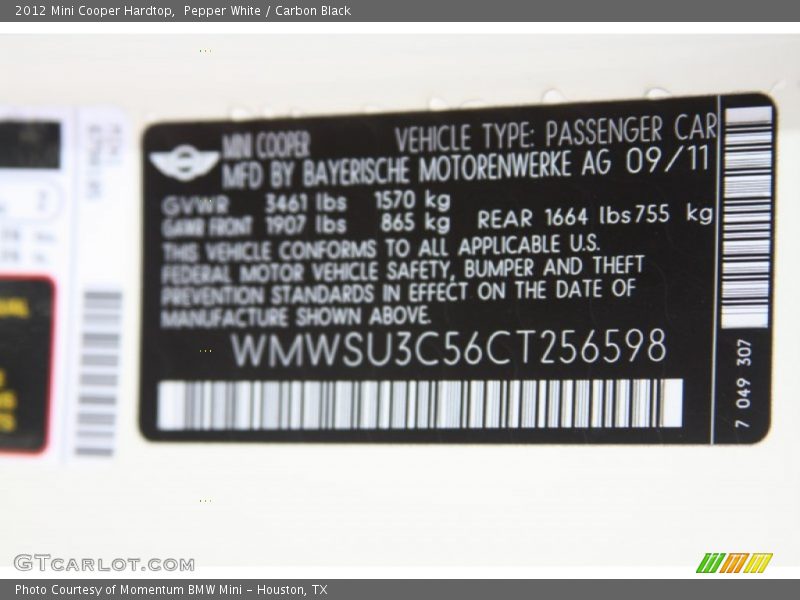 2012 Mini Cooper Hardtop, Pepper White / Carbon Black
MINI COOPER VEHICLE TYPE: PASSENGER CAR
MFD BY BAYERISCHE MOTORENWERKE AG 09/11
GVWR 3461 lbs 1570 kg
GAWR FRONT 1907 lbs 865 kg REAR 1664 lbs 755 kg
THIS VEHICLE CONFORMS TO ALL APPLICABLE U.S.
FEDERAL MOTOR VEHICLE SAFETY, BUMPER AND THEFT
PREVENTION STANDARDS IN EFFECT ON THE DATE OF
MANUFACTURE SHOWN ABOVE.
WMWSU3C56CT256598
7 049 307
GTCARLOT.COM
Photo Courtesy of Momentum BMW Mini - Houston, TX